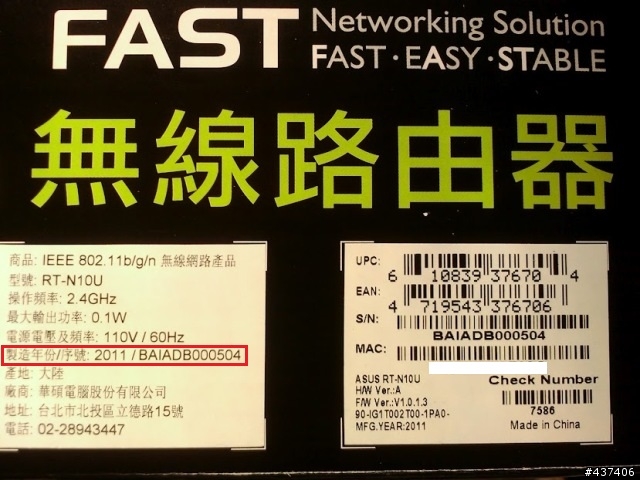 FAST Networking Solution
FAST·EASY·STABLE
無線路由器
商品: IEEE 802.11b/g/n 無線網路產品
型號: RT-N10U
操作頻率: 2.4GHz
最大輸出功率: 0.1W
電源電壓及頻率: 110V / 60Hz
製造年份/序號: 2011 / BAIADB000504
產地: 大陸
廠商: 華碩電腦股份有限公司
地址: 台北市北投區立德路15號
電話: 02-28943447
UPC:
6 10839 37670 4
EAN:
4 719543 376706
S/N:
BAIADB000504
MAC:
ASUS RT-N10U
H/W Ver.:A
F/W Ver.:V1.0.1.3
90-IG1T002T00-1PA0-
MFG.YEAR:2011
Check Number
7586
Made in China
#437406